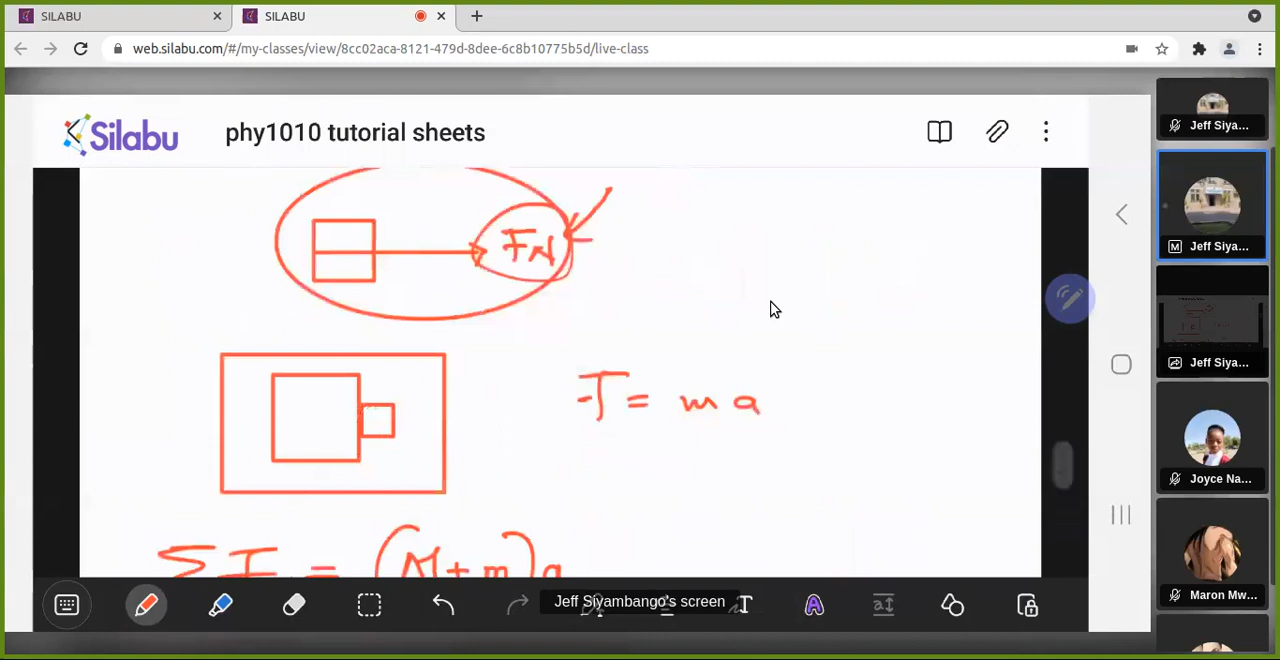 SILABU
SILABU
web.silabu.com/#/my-classes/view/8cc02aca-8121-479d-8dee-6c8b10775b5d/live-class
Silabu
phy1010 tutorial sheets
FN
F = m a
Σ F = (M + m) a
Jeff Siyambango's screen
T
A
a
Jeff Siya...
M
Jeff Siya...
Jeff Siya...
Joyce Na...
Maron Mw...